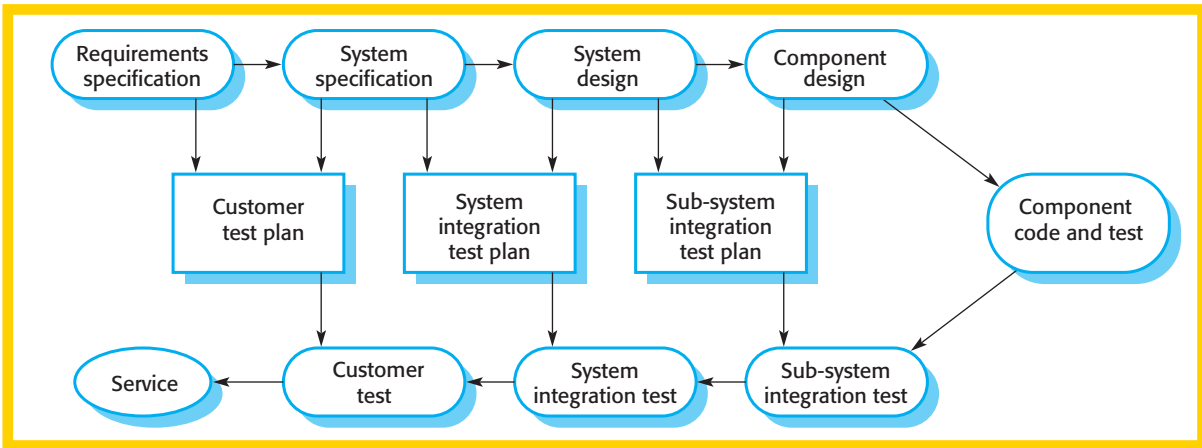 Requirements
specification
System
specification
System
design
Component
design
Customer
test plan
System
integration
test plan
Sub-system
integration
test plan
Component
code and test
Service
Customer
test
System
integration test
Sub-system
integration test